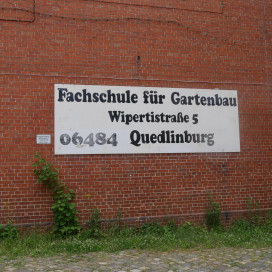 Fachschule für Gartenbau
Wipertistraße 5
06484 Quedlinburg